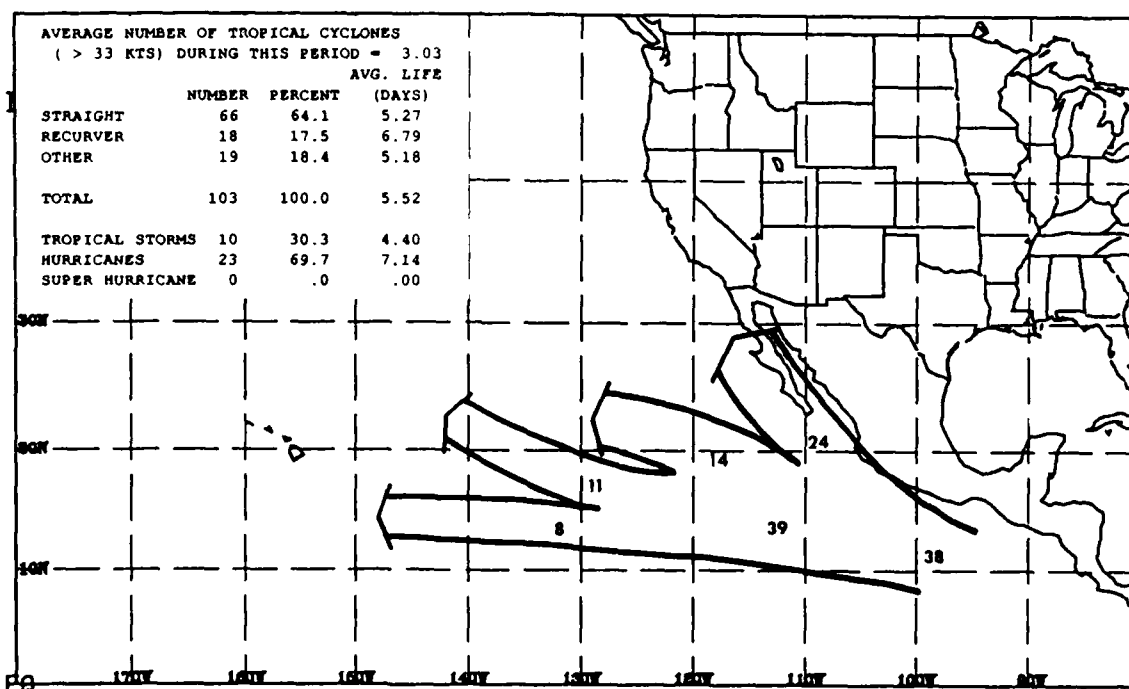 AVERAGE NUMBER OF TROPICAL CYCLONES
( > 33 KTS) DURING THIS PERIOD = 3.03
AVG. LIFE
NUMBER PERCENT (DAYS)
STRAIGHT 66 64.1 5.27
RECURVER 18 17.5 6.79
OTHER 19 18.4 5.18
TOTAL 103 100.0 5.52
TROPICAL STORMS 10 30.3 4.40
HURRICANES 23 69.7 7.14
SUPER HURRICANE 0 .0 .00
30N
24
20N
14
11
8
39
38
10N
170W 160W 150W 140W 130W 120W 110W 100W 90W